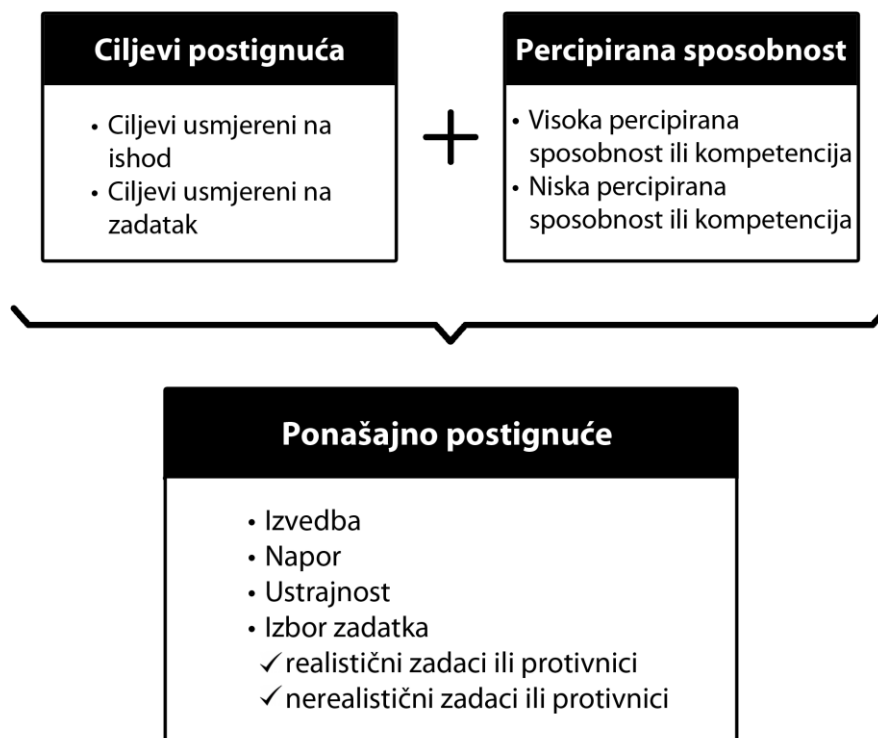 Ciljevi postignuća
• Ciljevi usmjereni na
ishod
• Ciljevi usmjereni na
zadatak
+
Percipirana sposobnost
• Visoka percipirana
sposobnost ili kompetencija
• Niska percipirana
sposobnost ili kompetencija
Ponašajno postignuće
• Izvedba
• Napor
• Ustrajnost
• Izbor zadatka
✓ realistični zadaci ili protivnici
✓ nerealistični zadaci ili protivnici